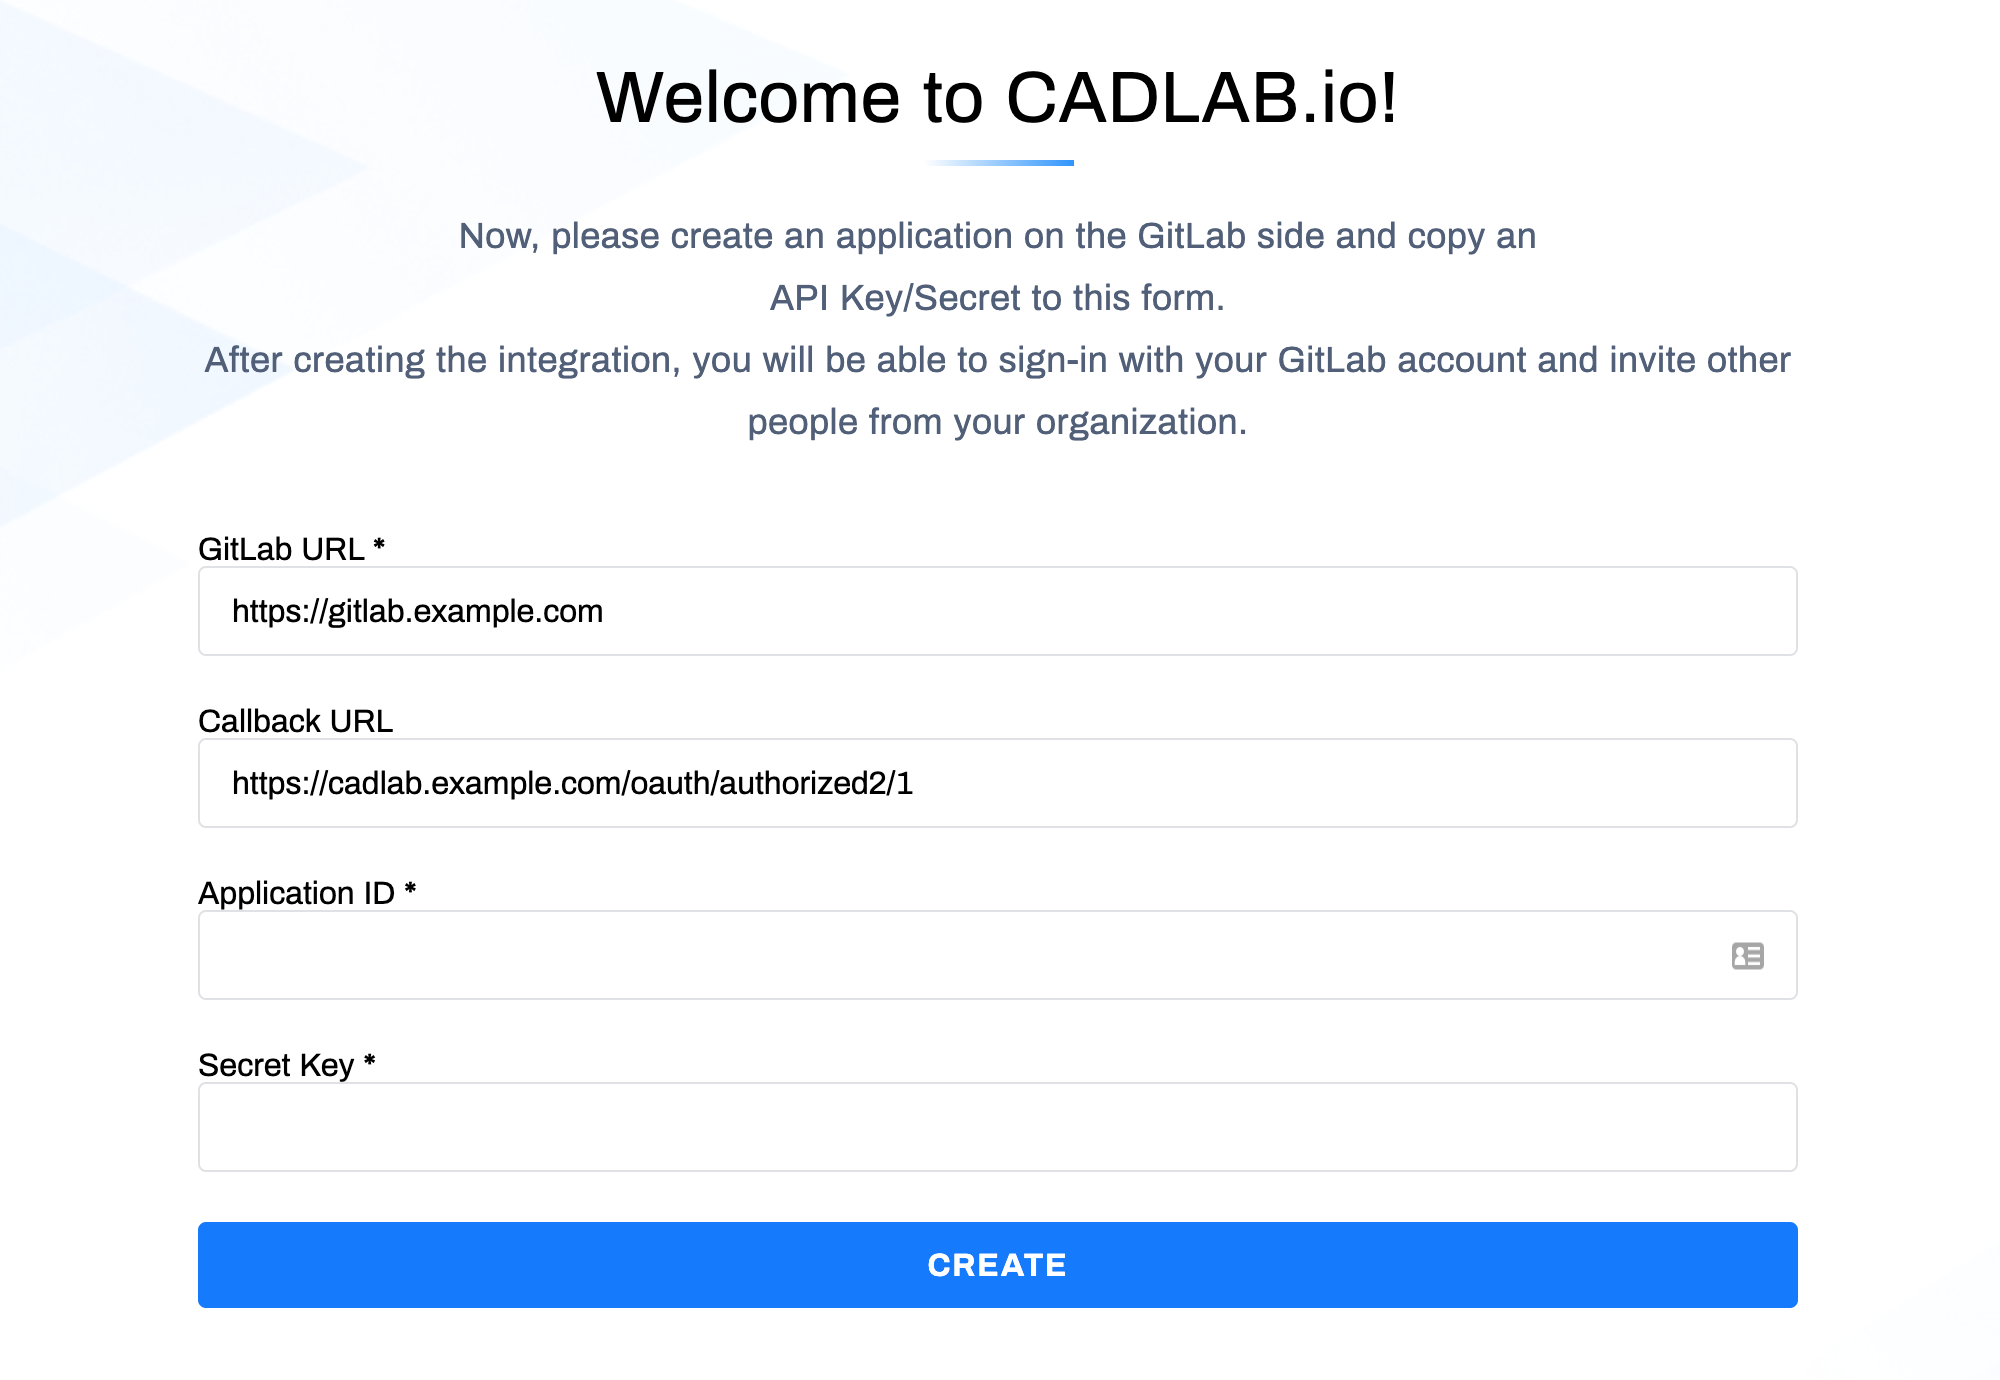 Welcome to CADLAB.io!
Now, please create an application on the GitLab side and copy an
API Key/Secret to this form.
After creating the integration, you will be able to sign-in with your GitLab account and invite other
people from your organization.
GitLab URL *
https://gitlab.example.com
Callback URL
https://cadlab.example.com/oauth/authorized2/1
Application ID *
Secret Key *
CREATE